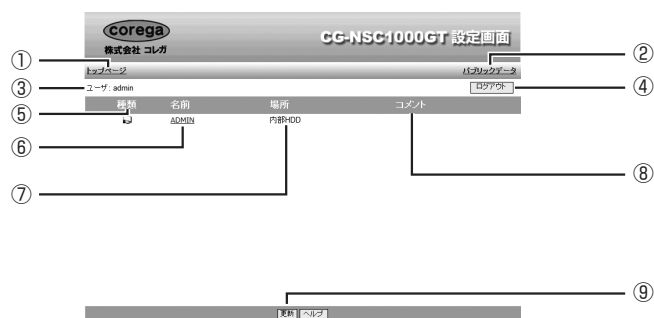 corega
株式会社 コレガ
CG-NSC1000GT 設定画面
① トップページ
パブリックデータ ②
③ ユーザ: admin
ログアウト ④
⑤ 種類 名前 場所 コメント
⑥ ADMIN 内部HDD
⑦
⑧
⑨
更新 ヘルプ